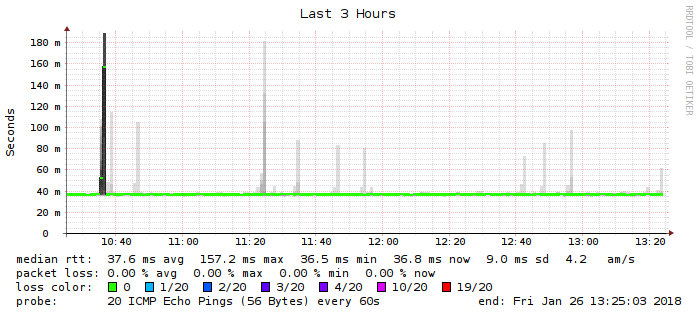 Last 3 Hours
RRDTOOL / TOBI OETIKER
Seconds
180 m
160 m
140 m
120 m
100 m
80 m
60 m
40 m
20 m
0
10:40 11:00 11:20 11:40 12:00 12:20 12:40 13:00 13:20
median rtt: 37.6 ms avg 157.2 ms max 36.5 ms min 36.8 ms now 9.0 ms sd 4.2 am/s
packet loss: 0.00 % avg 0.00 % max 0.00 % min 0.00 % now
loss color: 0 1/20 2/20 3/20 4/20 10/20 19/20
probe: 20 ICMP Echo Pings (56 Bytes) every 60s end: Fri Jan 26 13:25:03 2018